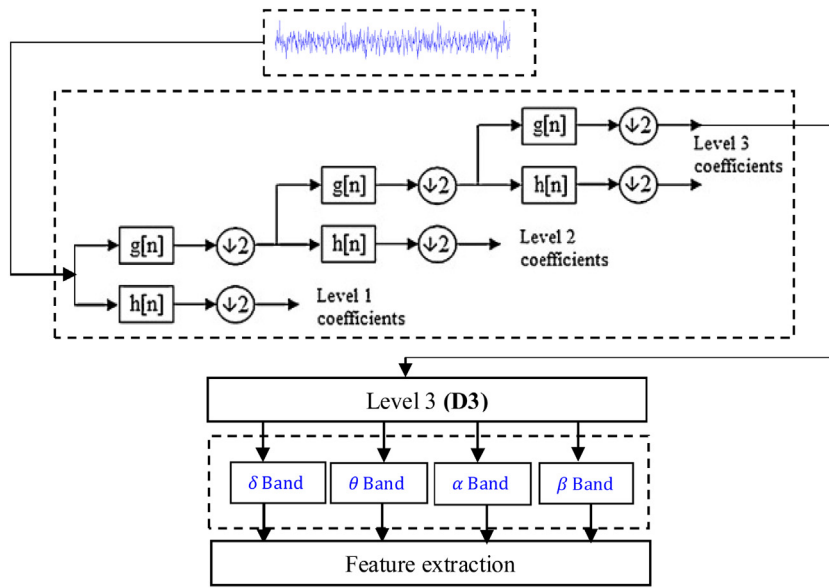 g[n]
↓2
Level 3
coefficients
g[n]
↓2
h[n]
↓2
g[n]
↓2
h[n]
↓2
Level 2
coefficients
h[n]
↓2
Level 1
coefficients
Level 3 (D3)
δ Band
θ Band
α Band
β Band
Feature extraction